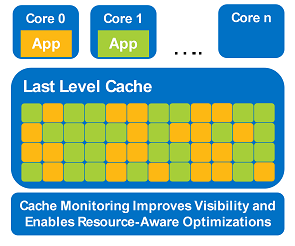 Core 0
App
Core 1
App
....
Core n
Last Level Cache
Cache Monitoring Improves Visibility and
Enables Resource-Aware Optimizations